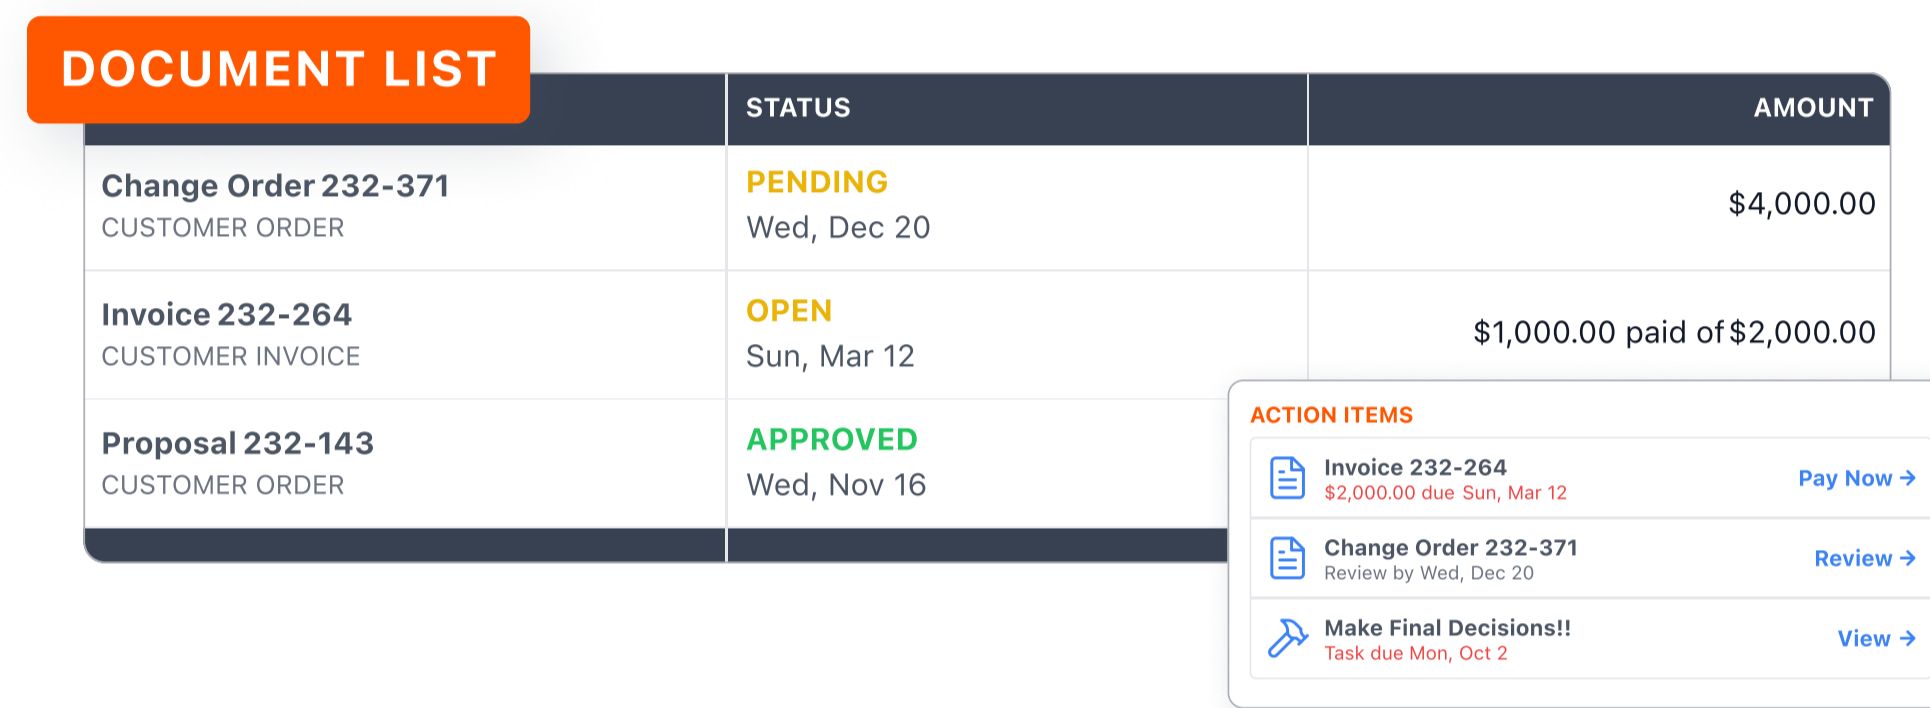 DOCUMENT LIST
STATUS
AMOUNT
Change Order 232-371
CUSTOMER ORDER
PENDING
Wed, Dec 20
$4,000.00
Invoice 232-264
CUSTOMER INVOICE
OPEN
Sun, Mar 12
$1,000.00 paid of $2,000.00
Proposal 232-143
CUSTOMER ORDER
APPROVED
Wed, Nov 16
ACTION ITEMS
Invoice 232-264
$2,000.00 due Sun, Mar 12
Pay Now →
Change Order 232-371
Review by Wed, Dec 20
Review →
Make Final Decisions!!
Task due Mon, Oct 2
View →